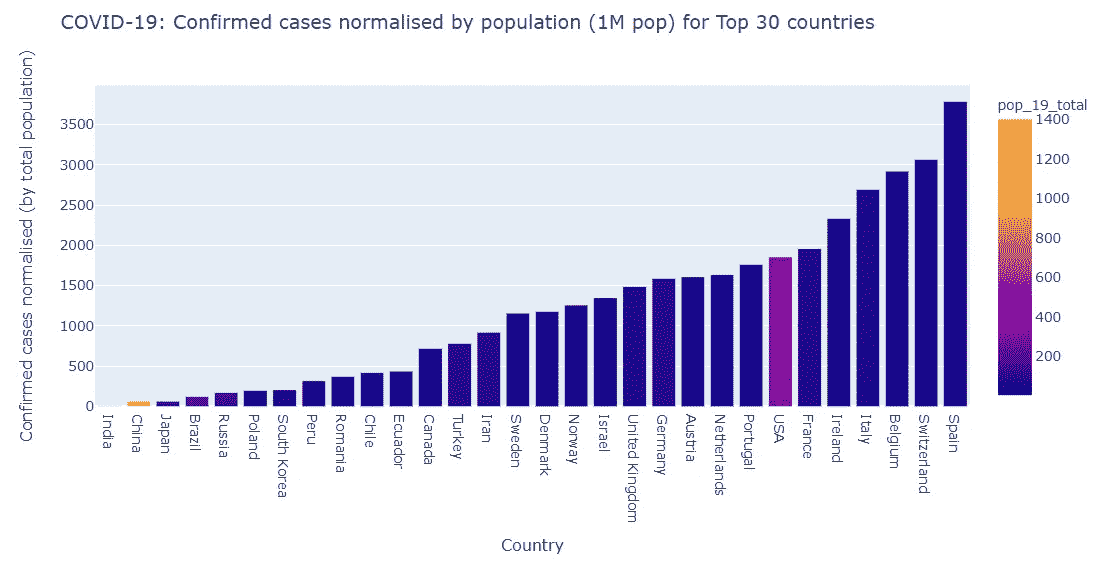 COVID-19: Confirmed cases normalised by population (1M pop) for Top 30 countries
Confirmed cases normalised (by total population)
3500
3000
2500
2000
1500
1000
500
0
India
China
Japan
Brazil
Russia
Poland
South Korea
Peru
Romania
Chile
Ecuador
Canada
Turkey
Iran
Sweden
Denmark
Norway
Israel
United Kingdom
Germany
Austria
Netherlands
Portugal
USA
France
Ireland
Italy
Belgium
Switzerland
Spain
Country
pop_19_total
1400
1200
1000
800
600
400
200